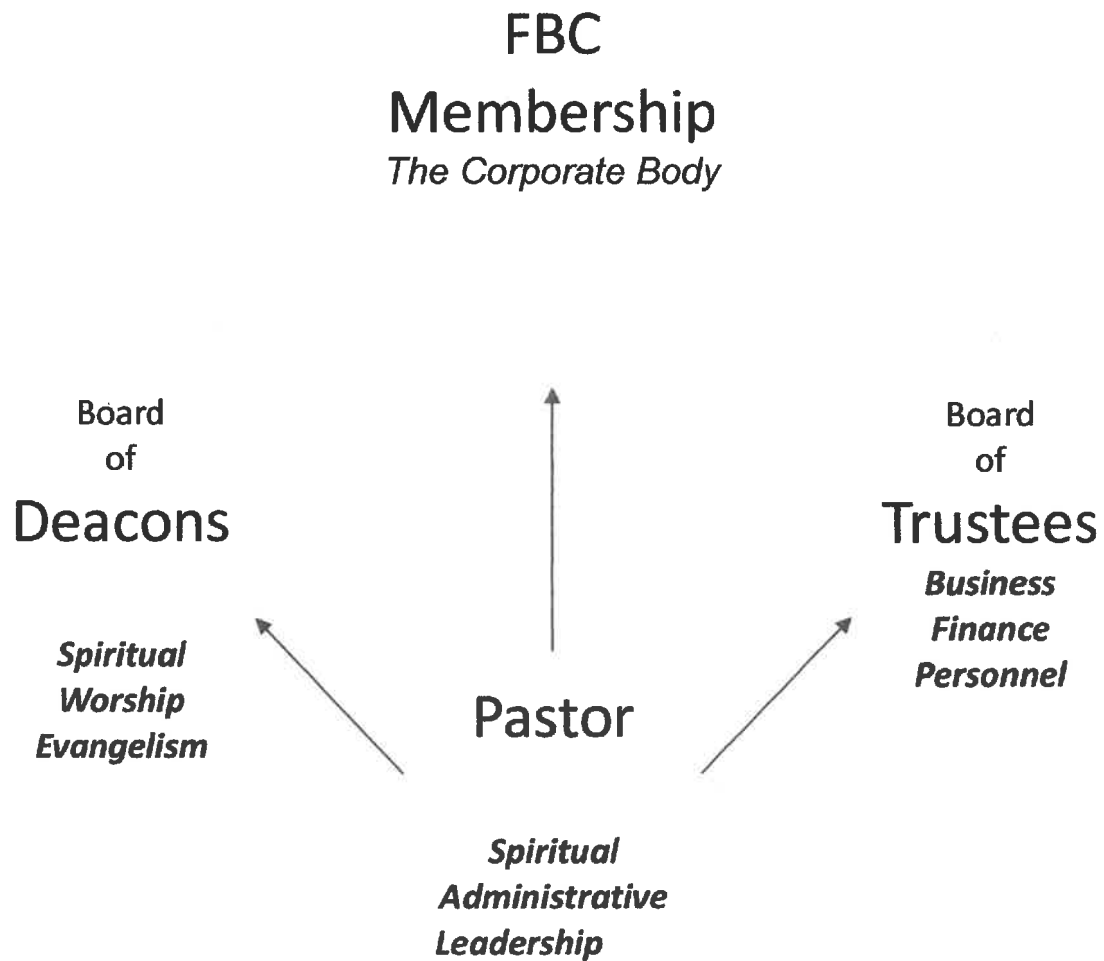 FBC
Membership
The Corporate Body
Board
of
Deacons
Spiritual
Worship
Evangelism
Board
of
Trustees
Business
Finance
Personnel
Pastor
Spiritual
Administrative
Leadership